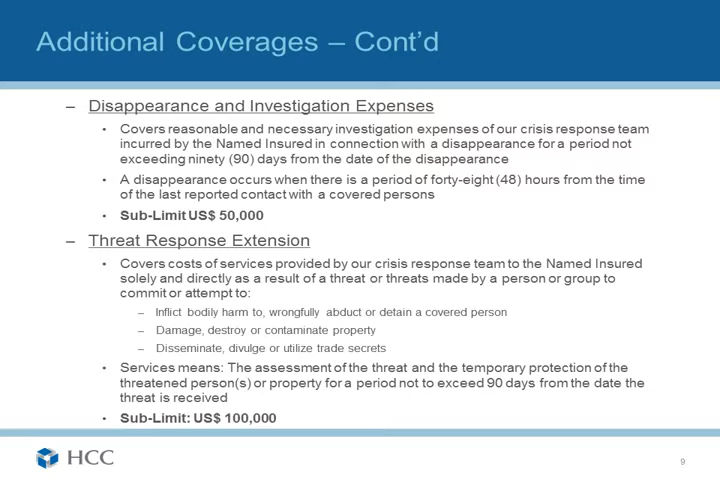 Additional Coverages – Cont'd
– Disappearance and Investigation Expenses
• Covers reasonable and necessary investigation expenses of our crisis response team
incurred by the Named Insured in connection with a disappearance for a period not
exceeding ninety (90) days from the date of the disappearance
• A disappearance occurs when there is a period of forty-eight (48) hours from the time
of the last reported contact with a covered persons
• Sub-Limit US$ 50,000
– Threat Response Extension
• Covers costs of services provided by our crisis response team to the Named Insured
solely and directly as a result of a threat or threats made by a person or group to
commit or attempt to:
– Inflict bodily harm to, wrongfully abduct or detain a covered person
– Damage, destroy or contaminate property
– Disseminate, divulge or utilize trade secrets
• Services means: The assessment of the threat and the temporary protection of the
threatened person(s) or property for a period not to exceed 90 days from the date the
threat is received
• Sub-Limit: US$ 100,000
HCC
9